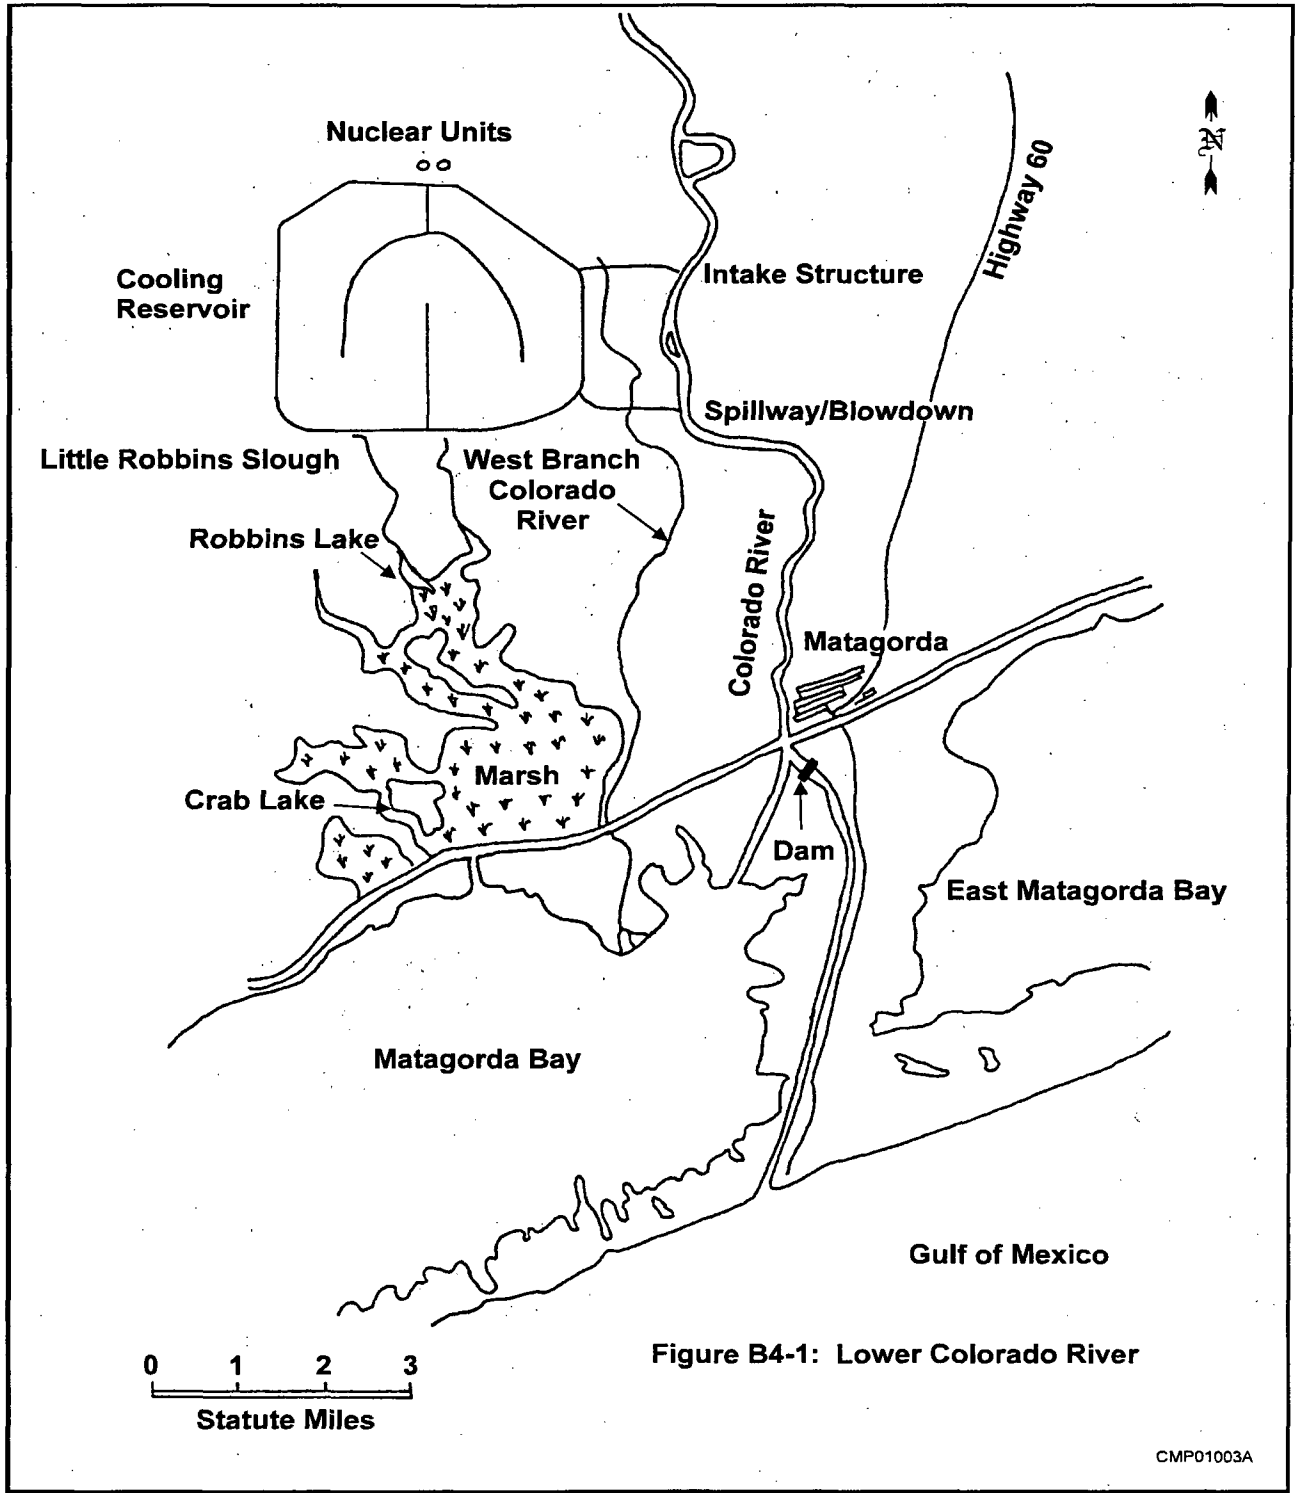 Nuclear Units
N
Highway 60
Cooling
Reservoir
Intake Structure
Spillway/Blowdown
Little Robbins Slough
West Branch
Colorado
River
Robbins Lake
Colorado River
Matagorda
Marsh
Crab Lake
Dam
East Matagorda Bay
Matagorda Bay
Gulf of Mexico
Figure B4-1: Lower Colorado River
0 1 2 3
Statute Miles
CMP01003A